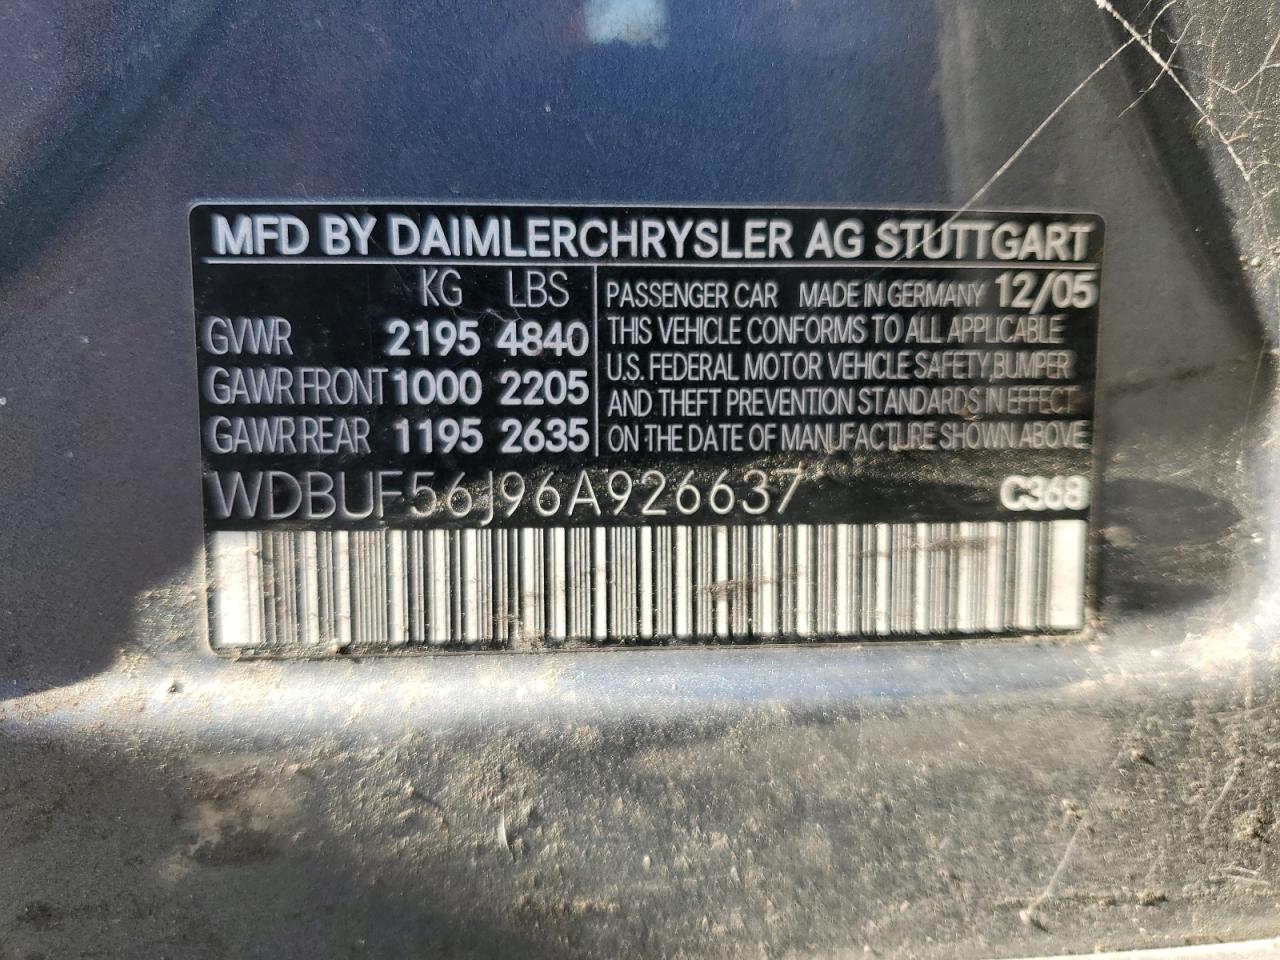 MFD BY DAIMLERCHRYSLER AG STUTTGART
KG LBS
GVWR 2195 4840
GAWR FRONT 1000 2205
GAWR REAR 1195 2635
PASSENGER CAR MADE IN GERMANY 12/05
THIS VEHICLE CONFORMS TO ALL APPLICABLE
U.S. FEDERAL MOTOR VEHICLE SAFETY, BUMPER
AND THEFT PREVENTION STANDARDS IN EFFECT
ON THE DATE OF MANUFACTURE SHOWN ABOVE
WDBUF56J96A926637 C368